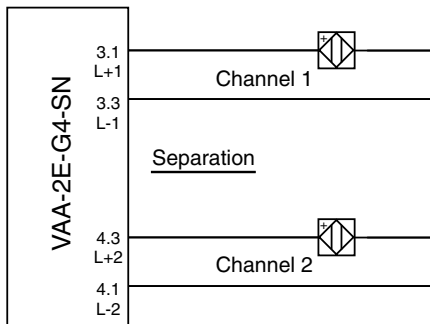 VAA-2E-G4-SN
3.1
L+1
Channel 1
3.3
L-1
Separation
4.3
L+2
Channel 2
4.1
L-2
+
+